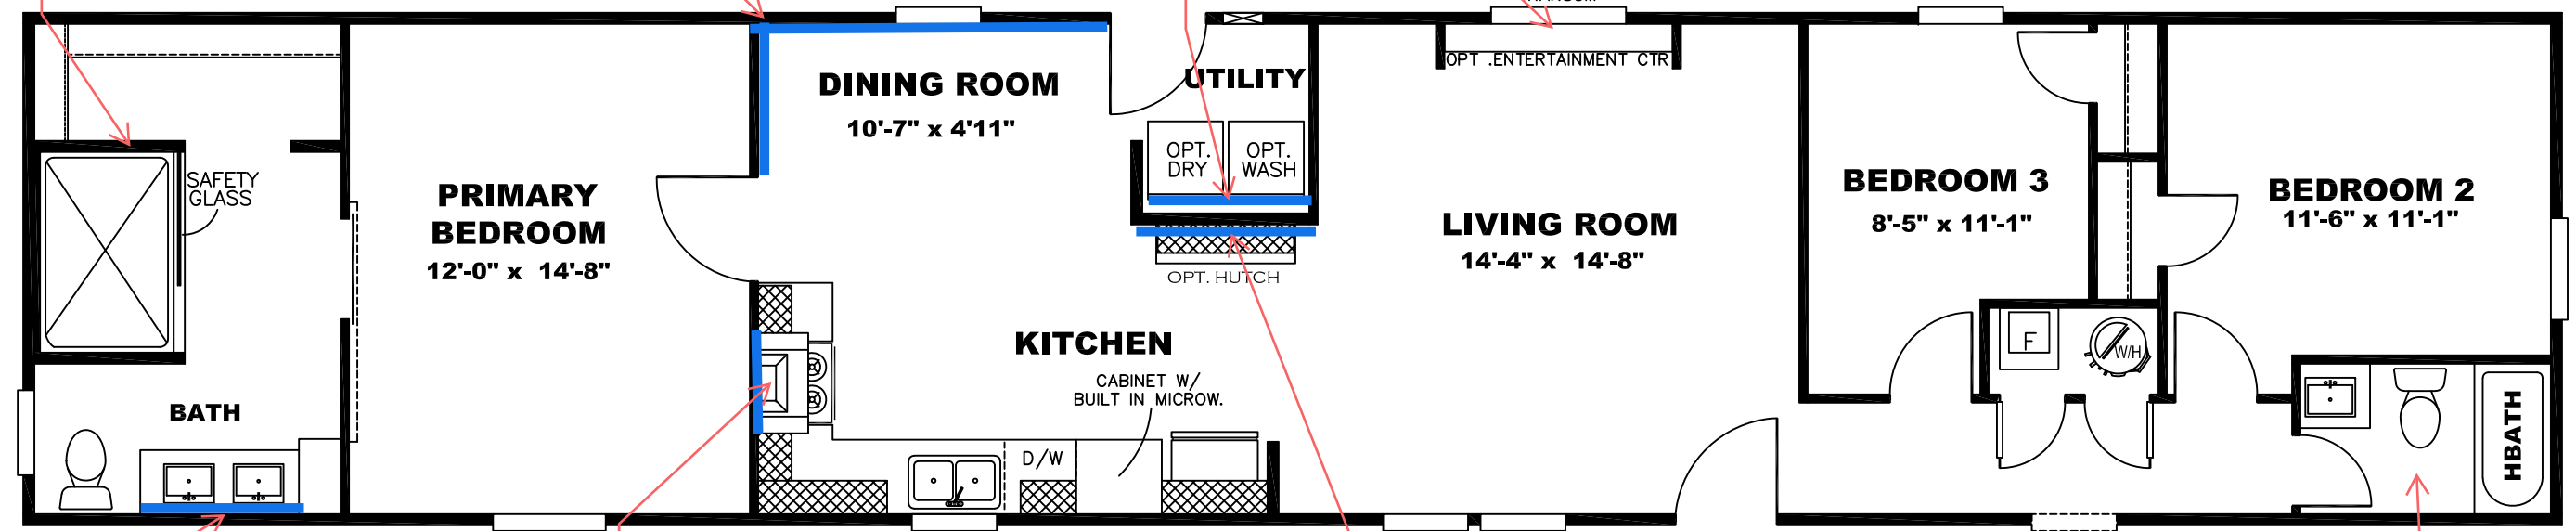 OPT .ENTERTAINMENT CTR
DINING ROOM
10'-7" x 4'11"
UTILITY
OPT.
DRY
OPT.
WASH
SAFETY
GLASS
PRIMARY
BEDROOM
12'-0" x 14'-8"
BEDROOM 3
8'-5" x 11'-1"
BEDROOM 2
11'-6" x 11'-1"
LIVING ROOM
14'-4" x 14'-8"
OPT. HUTCH
KITCHEN
CABINET W/
BUILT IN MICROW.
F
W/H
BATH
D/W
HBATH